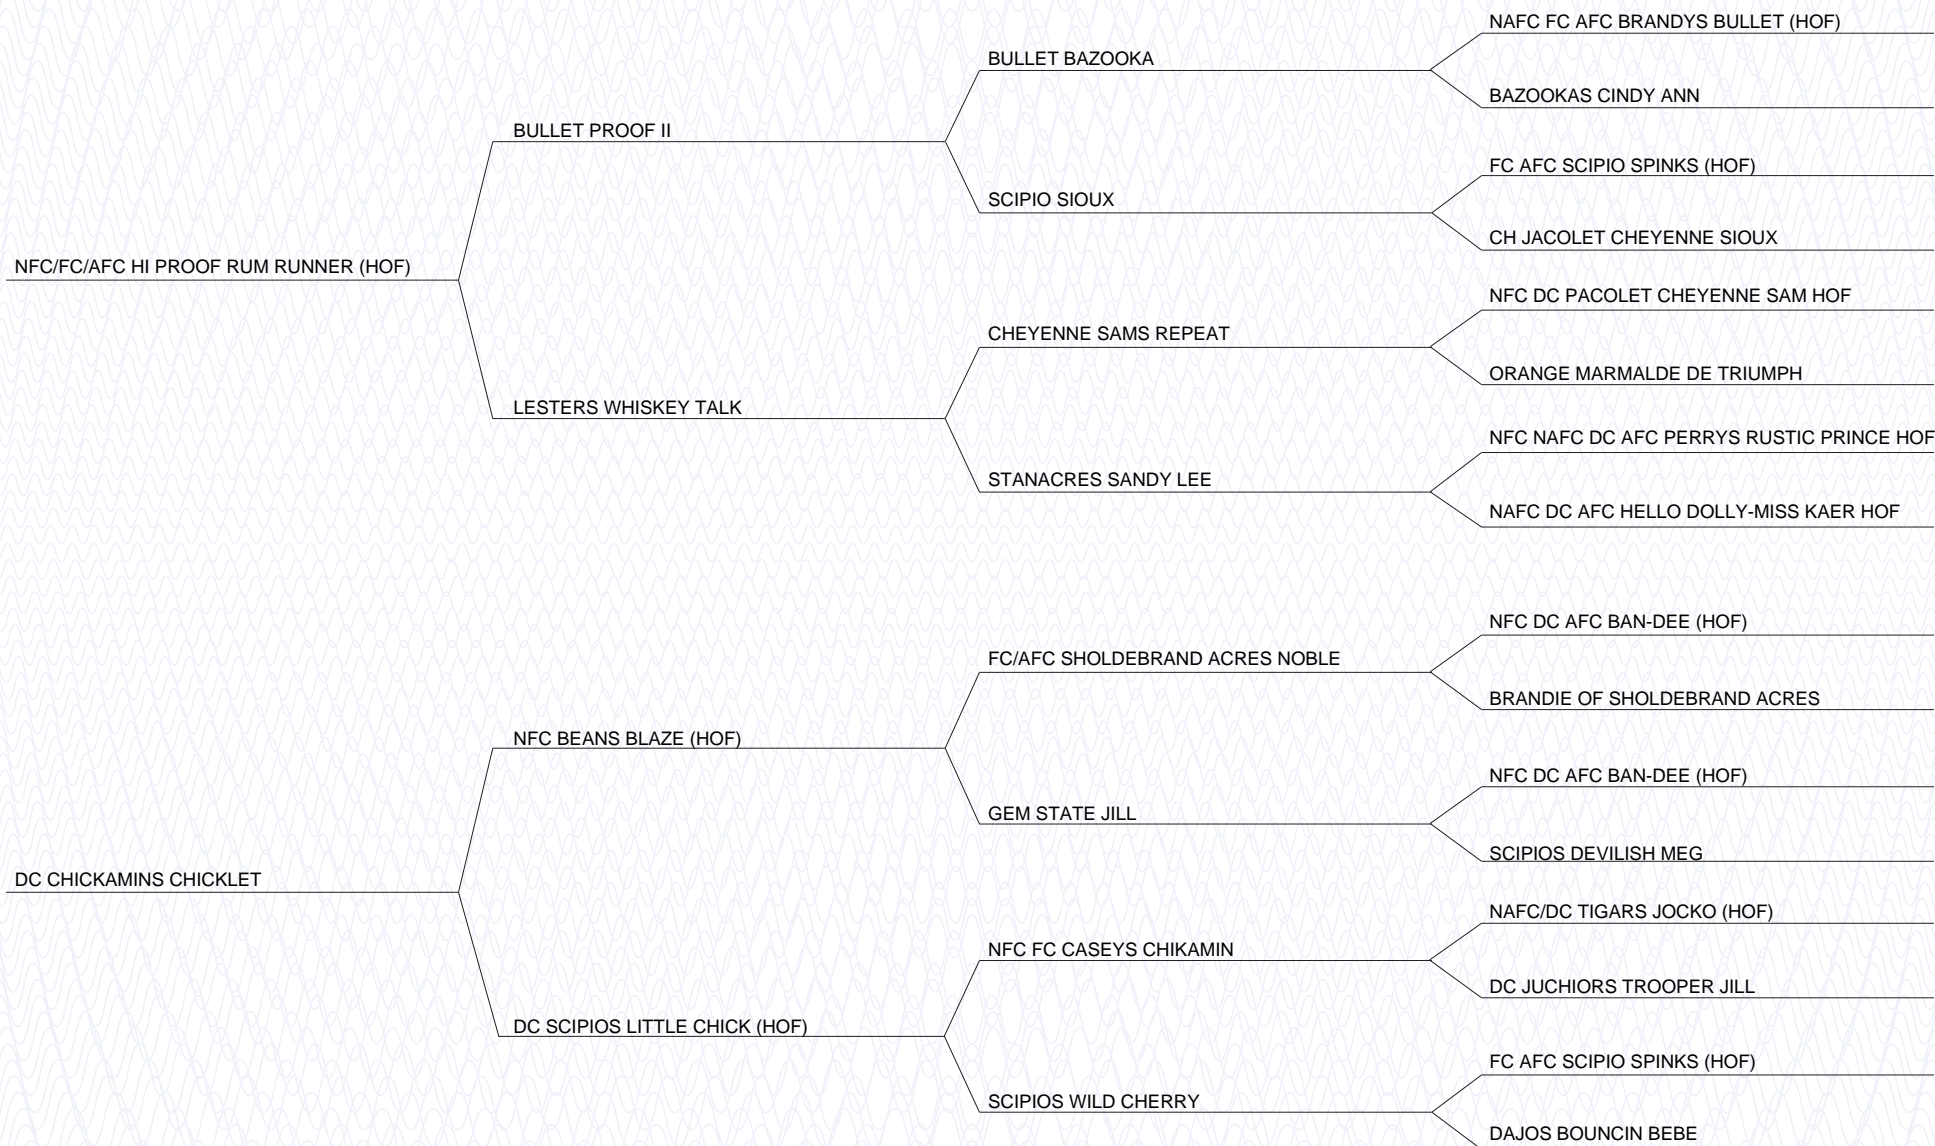 NAFC FC AFC BRANDYS BULLET (HOF)
BULLET BAZOOKA
BAZOOKAS CINDY ANN
BULLET PROOF II
FC AFC SCIPIO SPINKS (HOF)
SCIPIO SIOUX
CH JACOLET CHEYENNE SIOUX
NFC/FC/AFC HI PROOF RUM RUNNER (HOF)
NFC DC PACOLET CHEYENNE SAM HOF
CHEYENNE SAMS REPEAT
ORANGE MARMALDE DE TRIUMPH
LESTERS WHISKEY TALK
NFC NAFC DC AFC PERRYS RUSTIC PRINCE HOF
STANACRES SANDY LEE
NAFC DC AFC HELLO DOLLY-MISS KAER HOF
NFC DC AFC BAN-DEE (HOF)
FC/AFC SHOLDEBRAND ACRES NOBLE
BRANDIE OF SHOLDEBRAND ACRES
NFC BEANS BLAZE (HOF)
NFC DC AFC BAN-DEE (HOF)
GEM STATE JILL
SCIPIOS DEVILISH MEG
DC CHICKAMINS CHICKLET
NAFC/DC TIGARS JOCKO (HOF)
NFC FC CASEYS CHIKAMIN
DC JUCHIORS TROOPER JILL
DC SCIPIOS LITTLE CHICK (HOF)
FC AFC SCIPIO SPINKS (HOF)
SCIPIOS WILD CHERRY
DAJOS BOUNCIN BEBE